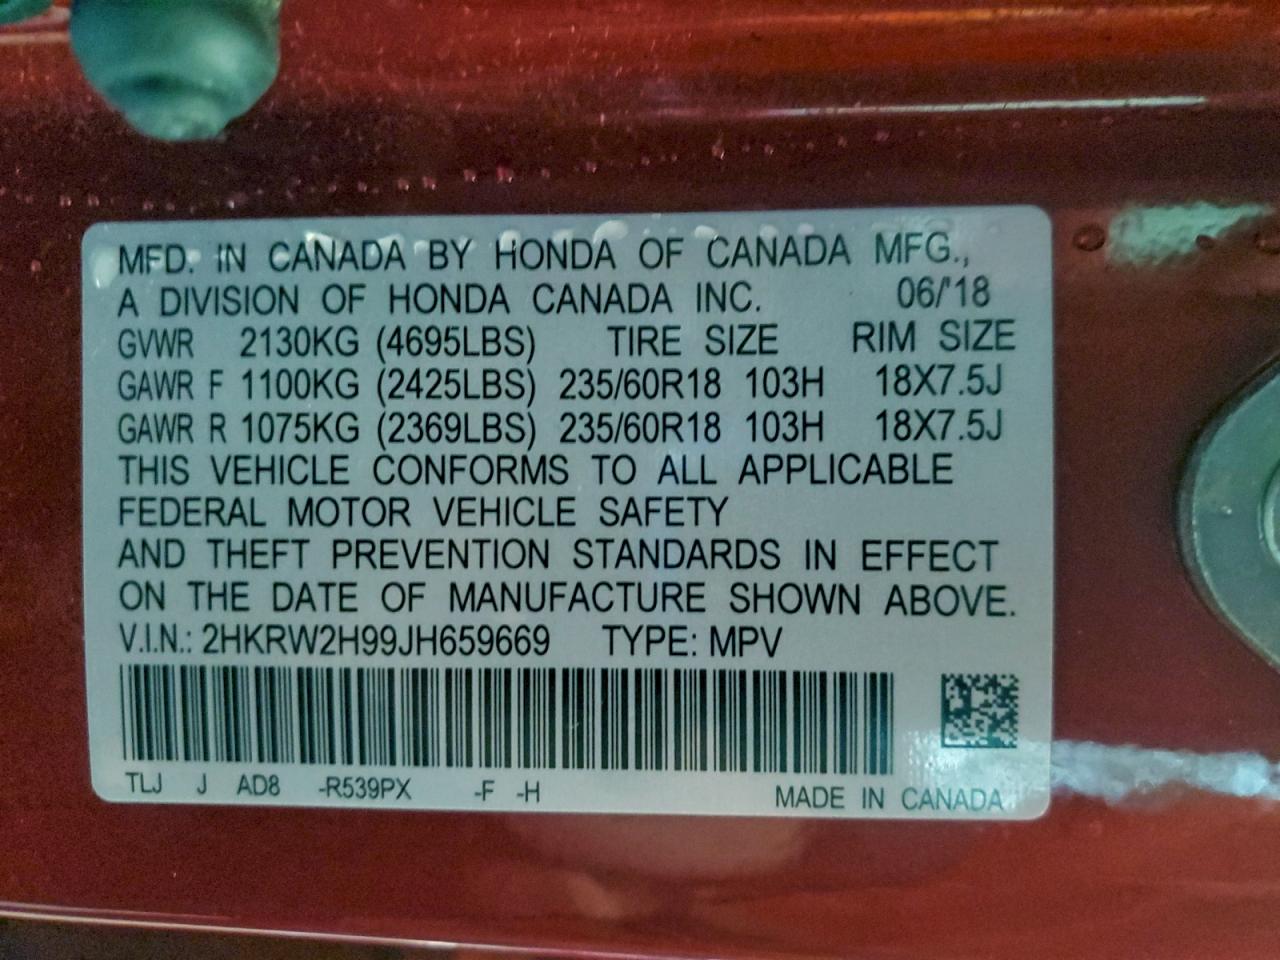 MFD. IN CANADA BY HONDA OF CANADA MFG.,
A DIVISION OF HONDA CANADA INC. 06/'18
GVWR 2130KG (4695LBS) TIRE SIZE RIM SIZE
GAWR F 1100KG (2425LBS) 235/60R18 103H 18X7.5J
GAWR R 1075KG (2369LBS) 235/60R18 103H 18X7.5J
THIS VEHICLE CONFORMS TO ALL APPLICABLE
FEDERAL MOTOR VEHICLE SAFETY
AND THEFT PREVENTION STANDARDS IN EFFECT
ON THE DATE OF MANUFACTURE SHOWN ABOVE.
V.I.N.: 2HKRW2H99JH659669 TYPE: MPV
TLJ J AD8 -R539PX -F -H MADE IN CANADA